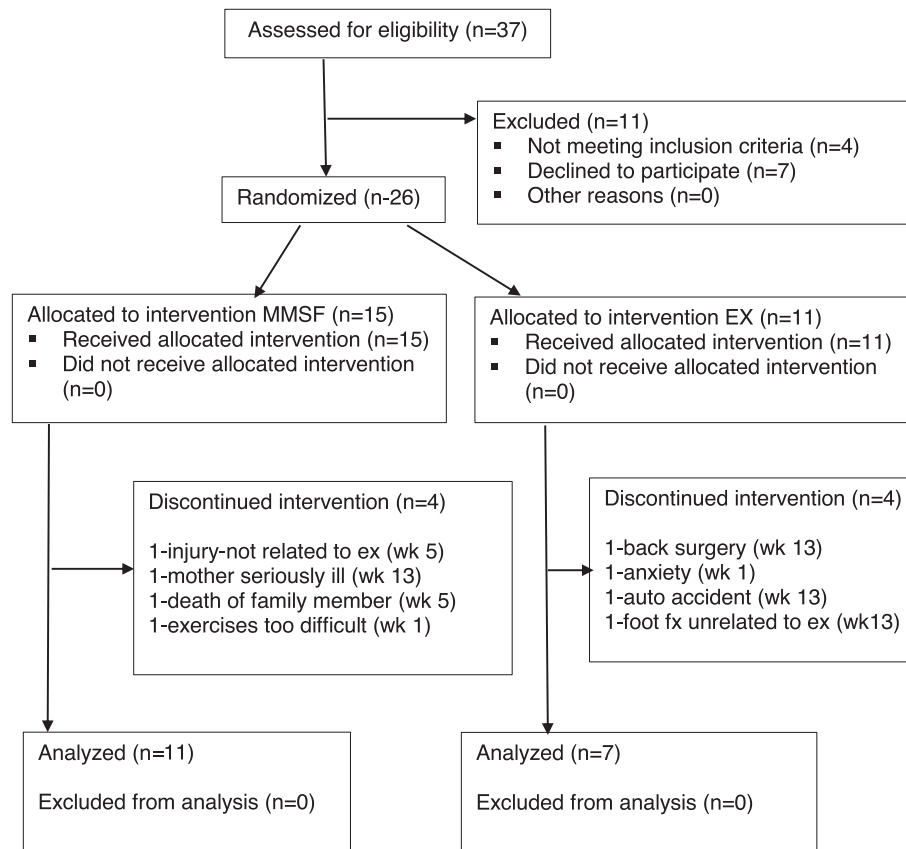 Assessed for eligibility (n=37)
Excluded (n=11)
▪ Not meeting inclusion criteria (n=4)
▪ Declined to participate (n=7)
▪ Other reasons (n=0)
Randomized (n-26)
Allocated to intervention MMSF (n=15)
▪ Received allocated intervention (n=15)
▪ Did not receive allocated intervention
(n=0)
Allocated to intervention EX (n=11)
▪ Received allocated intervention (n=11)
▪ Did not receive allocated intervention
(n=0)
Discontinued intervention (n=4)
1-injury-not related to ex (wk 5)
1-mother seriously ill (wk 13)
1-death of family member (wk 5)
1-exercises too difficult (wk 1)
Discontinued intervention (n=4)
1-back surgery (wk 13)
1-anxiety (wk 1)
1-auto accident (wk 13)
1-foot fx unrelated to ex (wk13)
Analyzed (n=11)
Excluded from analysis (n=0)
Analyzed (n=7)
Excluded from analysis (n=0)